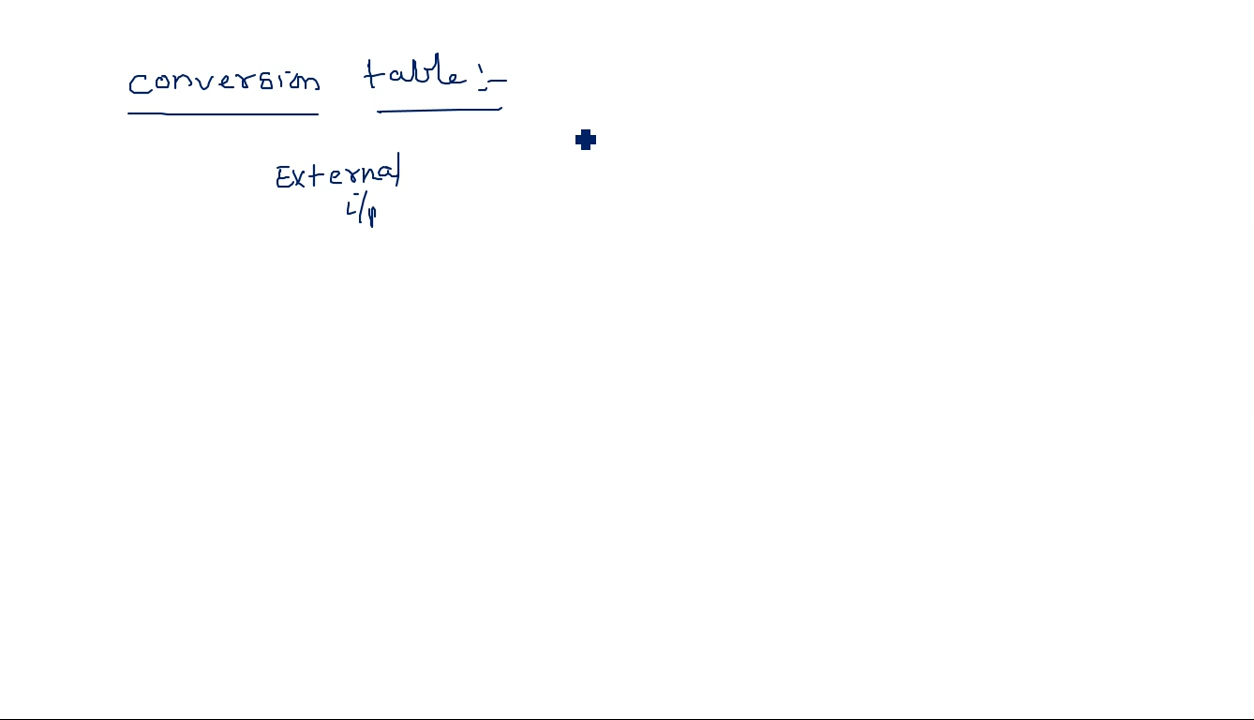 conversion table :-
External
i/p